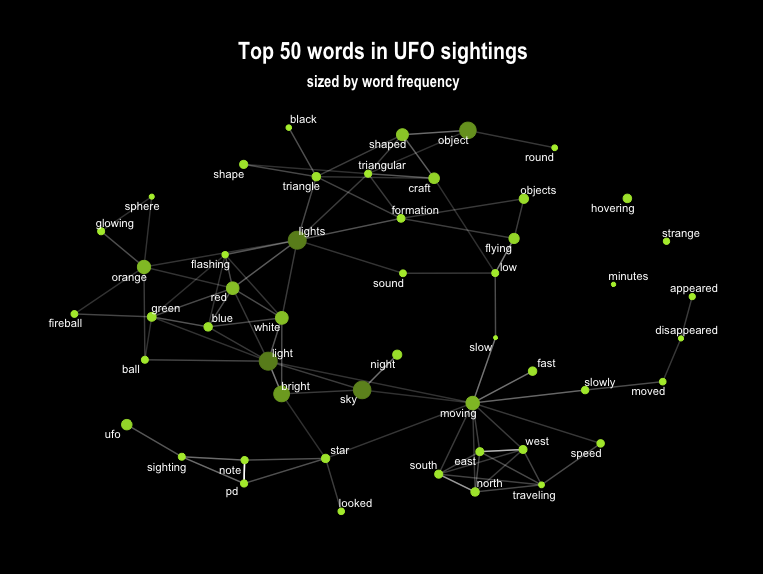 Top 50 words in UFO sightings
sized by word frequency
black
shaped
object
round
shape
triangular
triangle
craft
objects
sphere
formation
hovering
glowing
lights
strange
flying
flashing
low
orange
sound
minutes
appeared
red
green
fireball
blue
white
disappeared
slow
light
night
fast
ball
bright
sky
slowly
moved
moving
ufo
star
west
sighting
note
south
east
speed
pd
north
traveling
looked